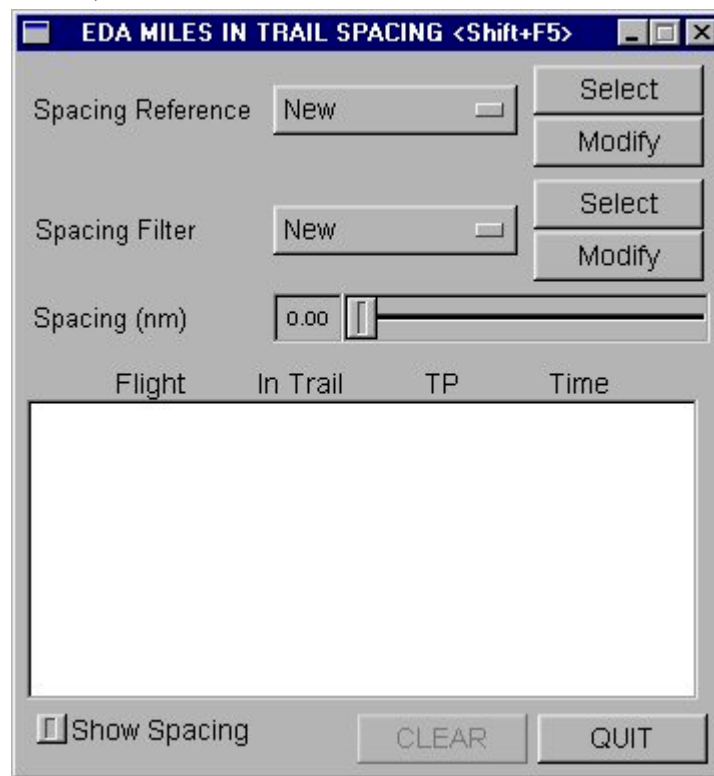 EDA MILES IN TRAIL SPACING <Shift+F5>
Spacing Reference New Select
Modify
Spacing Filter New Select
Modify
Spacing (nm) 0.00
Flight In Trail TP Time
Show Spacing CLEAR QUIT